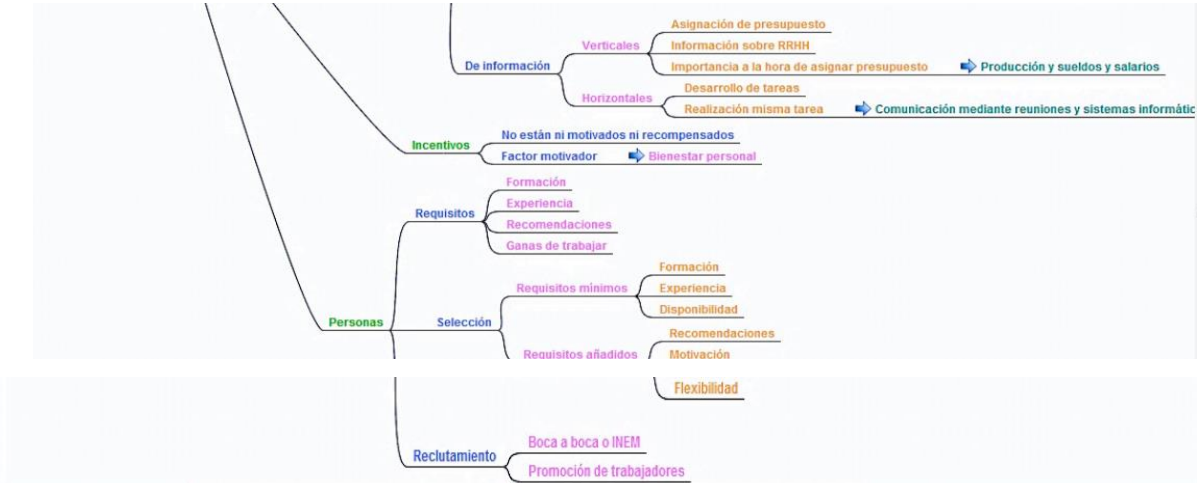 De información
Verticales
Asignación de presupuesto
Información sobre RRHH
Importancia a la hora de asignar presupuesto
Producción y sueldos y salarios
Horizontales
Desarrollo de tareas
Realización misma tarea
Comunicación mediante reuniones y sistemas informátic
Incentivos
No están ni motivados ni recompensados
Factor motivador
Bienestar personal
Personas
Requisitos
Formación
Experiencia
Recomendaciones
Ganas de trabajar
Selección
Requisitos mínimos
Formación
Experiencia
Disponibilidad
Requisitos añadidos
Recomendaciones
Motivación
Flexibilidad
Reclutamiento
Boca a boca o INEM
Promoción de trabajadores